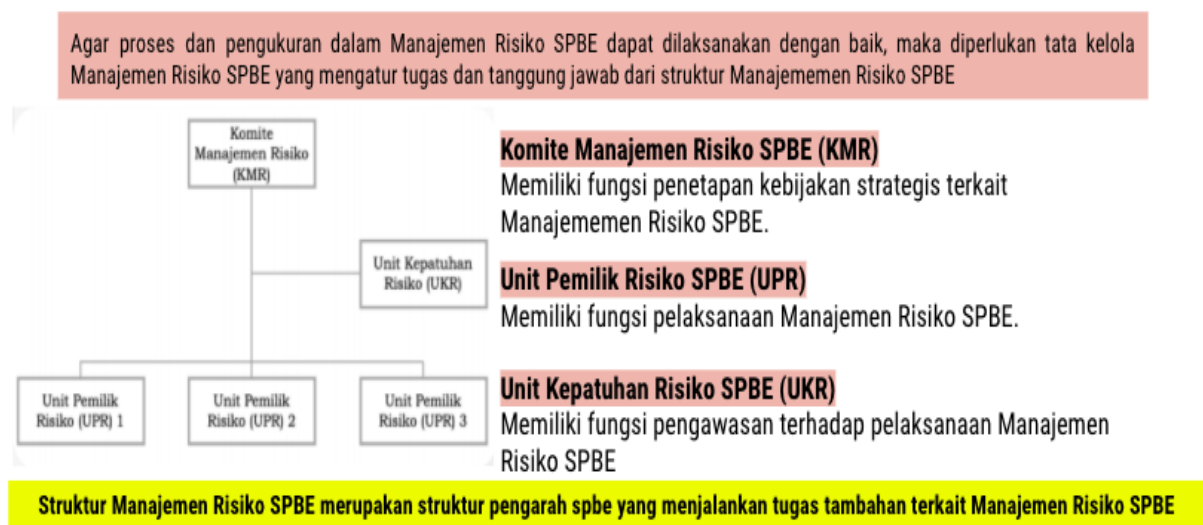 Agar proses dan pengukuran dalam Manajemen Risiko SPBE dapat dilaksanakan dengan baik, maka diperlukan tata kelola
Manajemen Risiko SPBE yang mengatur tugas dan tanggung jawab dari struktur Manajememen Risiko SPBE
Komite
Manajemen Risiko
(KMR)
Unit Kepatuhan
Risiko (UKR)
Unit Pemilik
Risiko (UPR) 1
Unit Pemilik
Risiko (UPR) 2
Unit Pemilik
Risiko (UPR) 3
Komite Manajemen Risiko SPBE (KMR)
Memiliki fungsi penetapan kebijakan strategis terkait
Manajememen Risiko SPBE.
Unit Pemilik Risiko SPBE (UPR)
Memiliki fungsi pelaksanaan Manajemen Risiko SPBE.
Unit Kepatuhan Risiko SPBE (UKR)
Memiliki fungsi pengawasan terhadap pelaksanaan Manajemen
Risiko SPBE
Struktur Manajemen Risiko SPBE merupakan struktur pengarah spbe yang menjalankan tugas tambahan terkait Manajemen Risiko SPBE